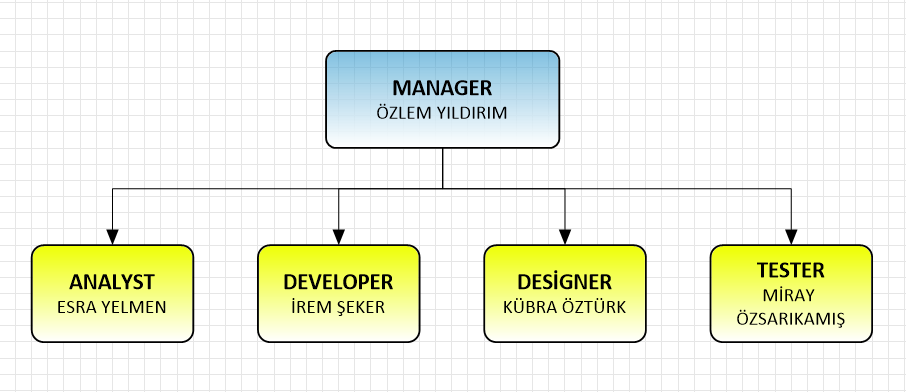 MANAGER
ÖZLEM YILDIRIM
ANALYST
ESRA YELMEN
DEVELOPER
İREM ŞEKER
DESİGNER
KÜBRA ÖZTÜRK
TESTER
MİRAY
ÖZSARIKAMIŞ